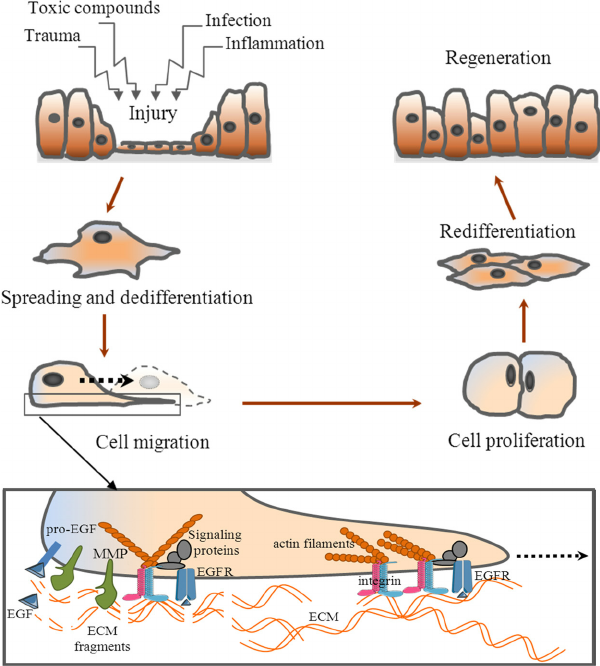 Toxic compounds
Infection
Trauma
Inflammation
Injury
Regeneration
Redifferentiation
Spreading and dedifferentiation
Cell migration
Cell proliferation
pro-EGF
MMP
Signaling
proteins
EGFR
actin filaments
integrin
EGFR
EGF
ECM
fragments
ECM